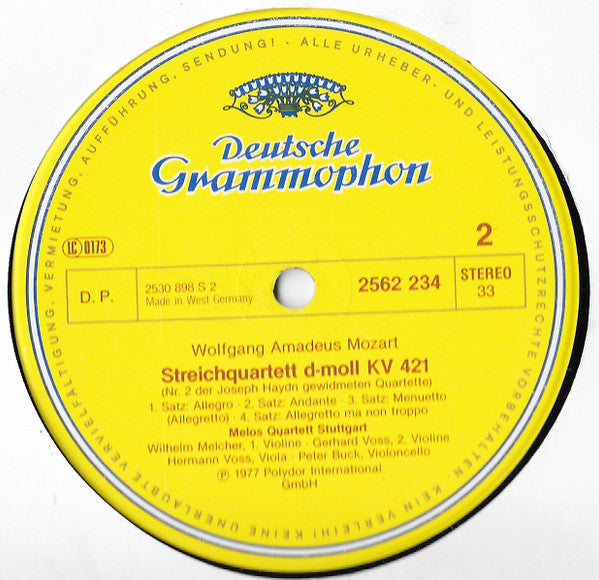 VERMIETUNG, AUFFÜHRUNG, SENDUNG! · ALLE URHEBER- UND LEISTUNGSSCHUTZRECHTE VORBEHALTEN. KEIN VERLEIH! KEINE UNERLAUBTE VERVIELFÄLTIGUNG,
Deutsche
Grammophon
LC 0173
2
D. P.
2530 898 S 2
Made in West Germany
2562 234
STEREO
33
Wolfgang Amadeus Mozart
Streichquartett d-moll KV 421
(Nr. 2 der Joseph Haydn gewidmeten Quartette)
1. Satz: Allegro · 2. Satz: Andante · 3. Satz: Menuetto
(Allegretto) · 4. Satz: Allegretto ma non troppo
Melos Quartett Stuttgart
Wilhelm Melcher, 1. Violine · Gerhard Voss, 2. Violine
Hermann Voss, Viola · Peter Buck, Violoncello
℗ 1977 Polydor International
GmbH